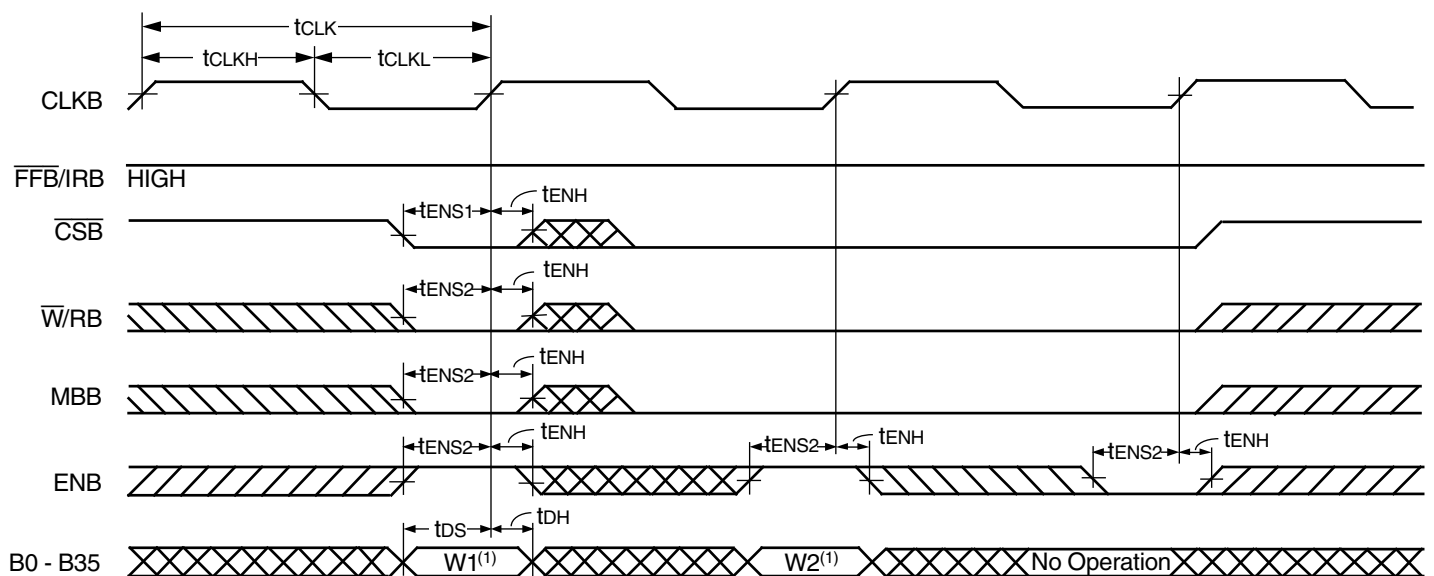 tCLK
tCLKH tCLKL
CLKB
FFB/IRB HIGH
tENS1 tENH
CSB
tENS2 tENH
W/RB
tENS2 tENH
MBB
tENS2 tENH tENS2 tENH tENS2 tENH
ENB
tDS tDH
B0 - B35 W1(1) W2(1) No Operation